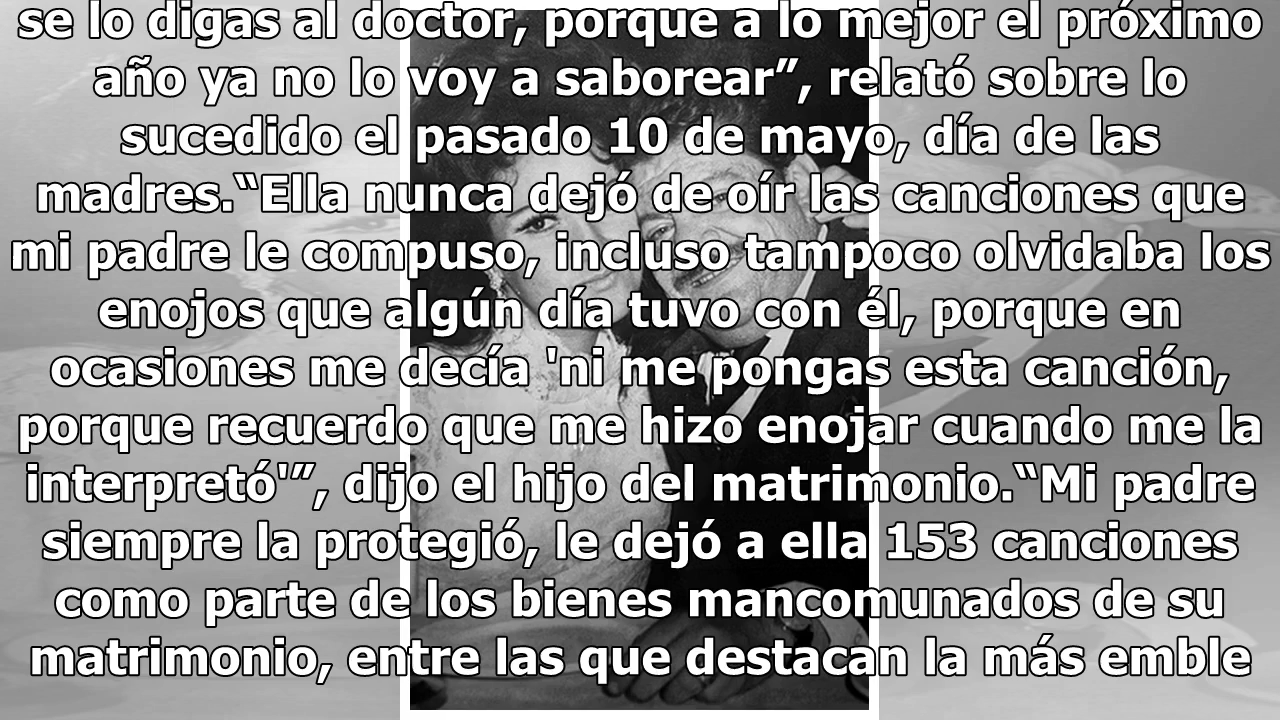 se lo digas al doctor, porque a lo mejor el próximo
año ya no lo voy a saborear”, relató sobre lo
sucedido el pasado 10 de mayo, día de las
madres.“Ella nunca dejó de oír las canciones que
mi padre le compuso, incluso tampoco olvidaba los
enojos que algún día tuvo con él, porque en
ocasiones me decía 'ni me pongas esta canción,
porque recuerdo que me hizo enojar cuando me la
interpretó'”, dijo el hijo del matrimonio.“Mi padre
siempre la protegió, le dejó a ella 153 canciones
como parte de los bienes mancomunados de su
matrimonio, entre las que destacan la más emble